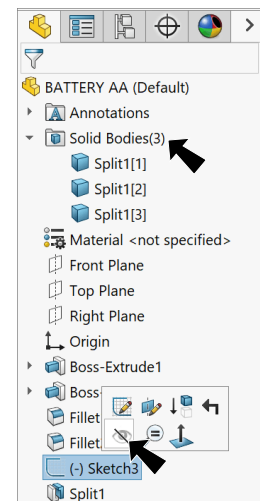 BATTERY AA (Default)
Annotations
Solid Bodies(3)
Split1[1]
Split1[2]
Split1[3]
Material <not specified>
Front Plane
Top Plane
Right Plane
Origin
Boss-Extrude1
Boss-
Fillet
Fillet
(-) Sketch3
Split1